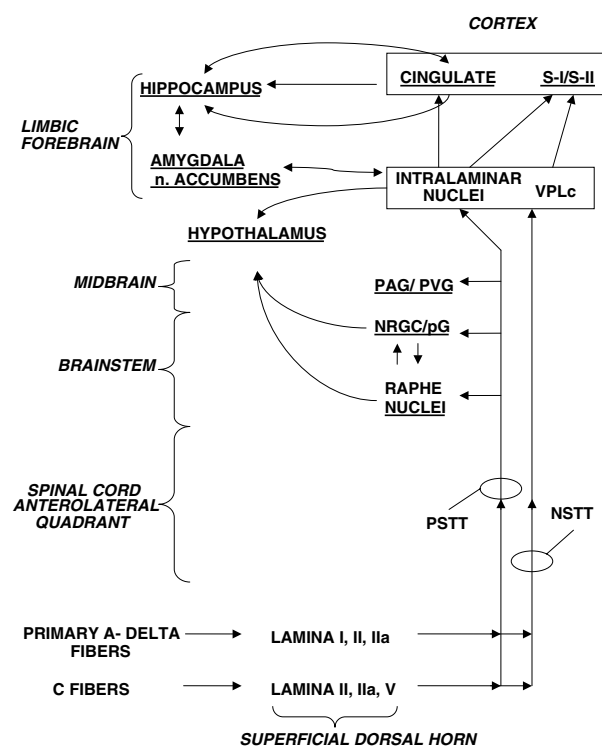 CORTEX
CINGULATE S-I/S-II
HIPPOCAMPUS
LIMBIC
FOREBRAIN
AMYGDALA
n. ACCUMBENS
INTRALAMINAR
NUCLEI VPLc
HYPOTHALAMUS
MIDBRAIN
PAG/ PVG
NRGC/pG
BRAINSTEM
RAPHE
NUCLEI
SPINAL CORD
ANTEROLATERAL
QUADRANT
PSTT
NSTT
PRIMARY A- DELTA
FIBERS
LAMINA I, II, IIa
C FIBERS
LAMINA II, IIa, V
SUPERFICIAL DORSAL HORN